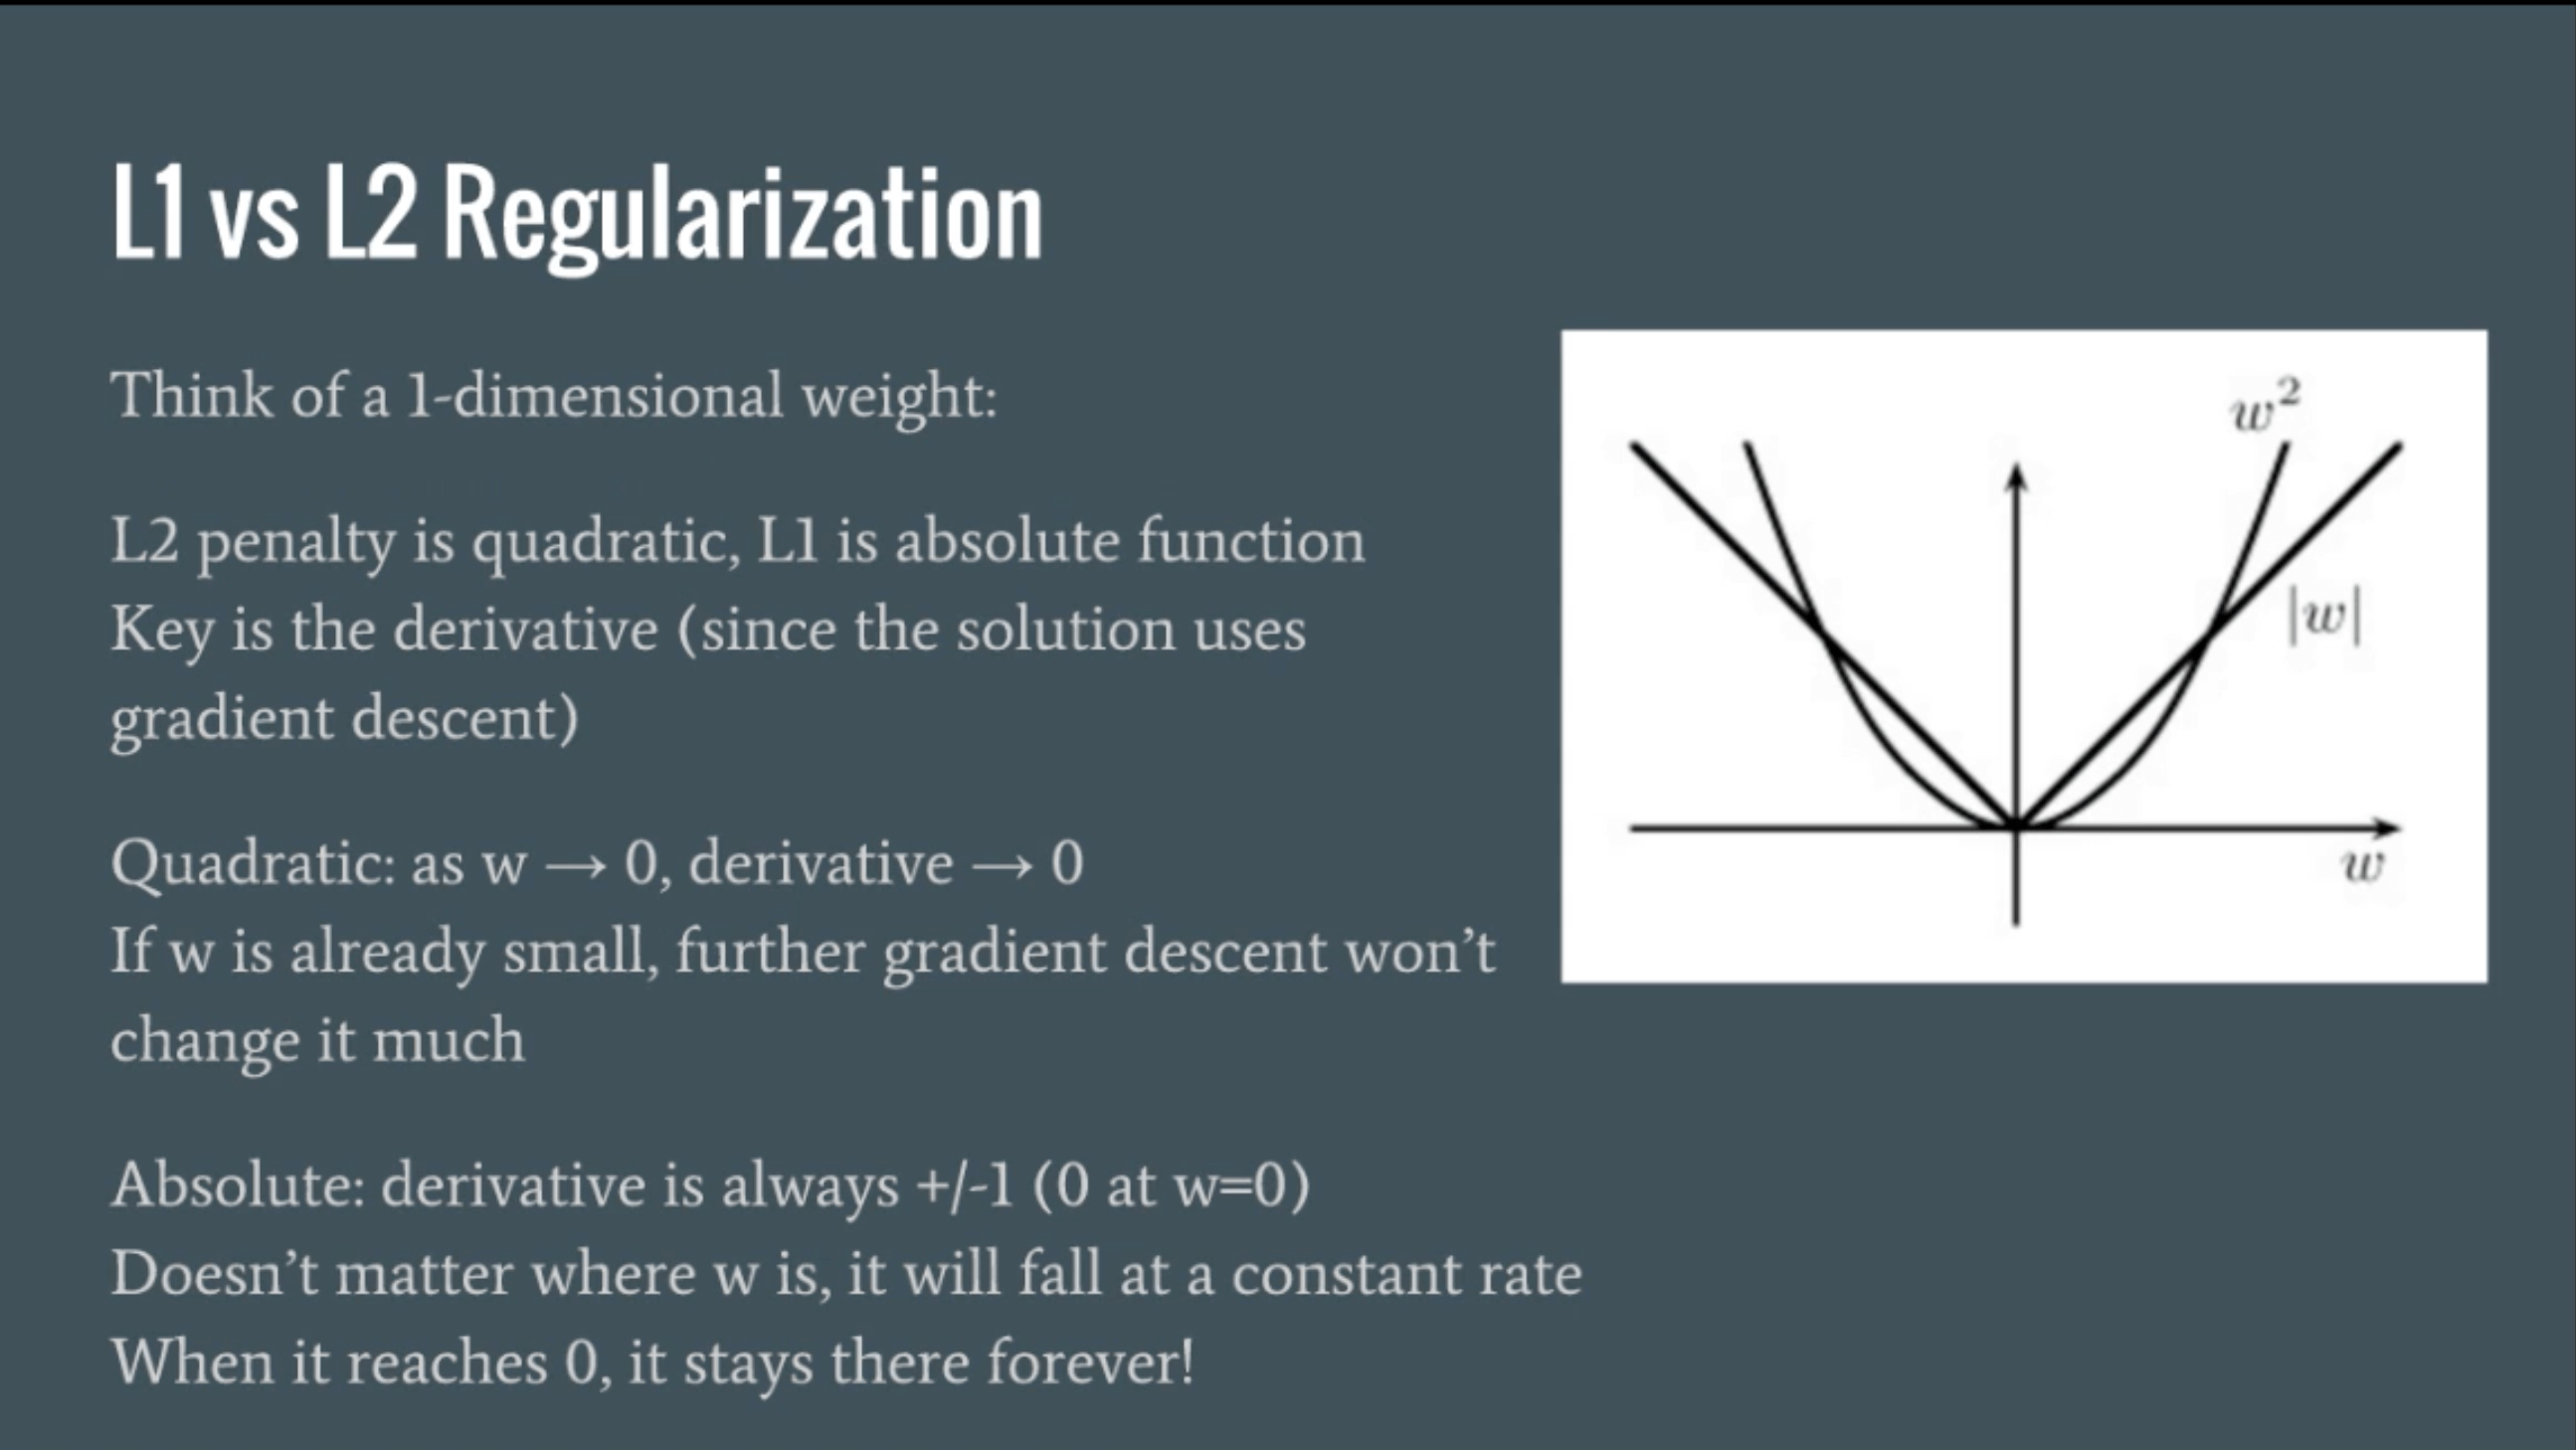 L1 vs L2 Regularization
Think of a 1-dimensional weight:
L2 penalty is quadratic, L1 is absolute function
Key is the derivative (since the solution uses
gradient descent)
Quadratic: as w → 0, derivative → 0
If w is already small, further gradient descent won't
change it much
Absolute: derivative is always +/-1 (0 at w=0)
Doesn't matter where w is, it will fall at a constant rate
When it reaches 0, it stays there forever!
w²
|w|
w